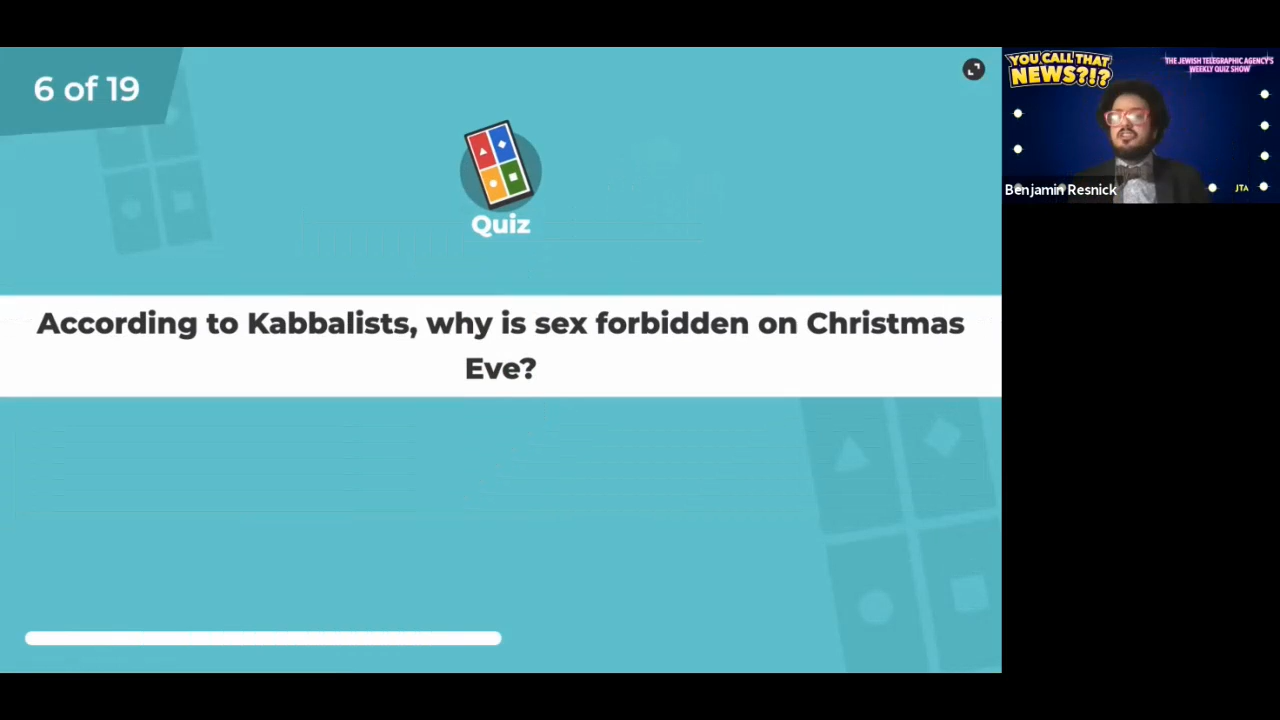 6 of 19
Quiz
According to Kabbalists, why is sex forbidden on Christmas
Eve?
YOU CALL THAT
NEWS?!?
THE JEWISH TELEGRAPHIC AGENCY'S
WEEKLY QUIZ SHOW
Benjamin Resnick
JTA